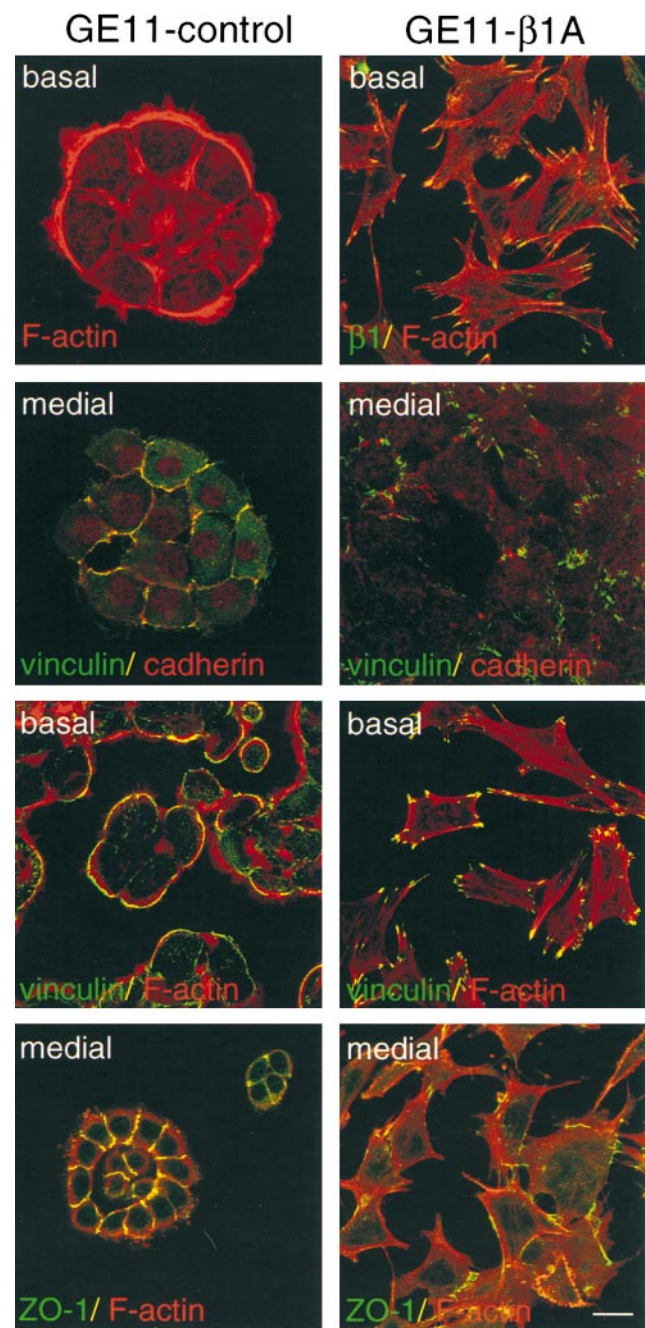 GE11-control GE11-β1A
basal basal
F-actin β1/ F-actin
medial medial
vinculin/ cadherin vinculin/ cadherin
basal basal
vinculin/ F-actin vinculin/ F-actin
medial medial
ZO-1/ F-actin ZO-1/ F-actin